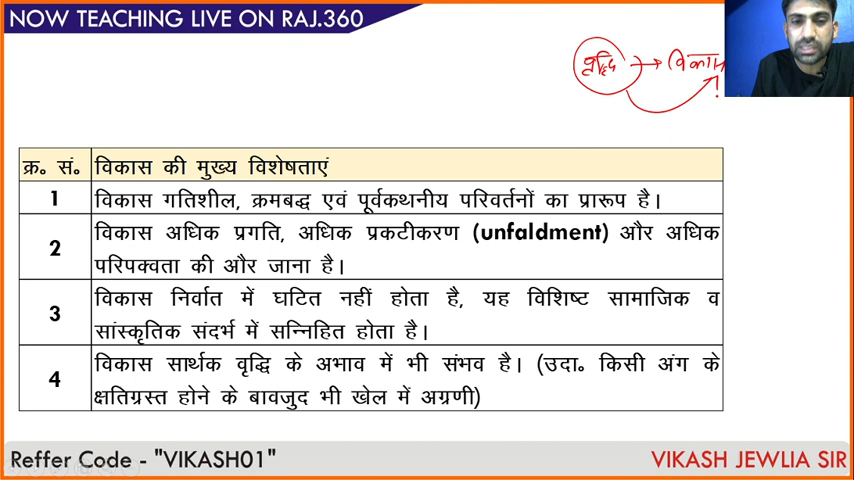 NOW TEACHING LIVE ON RAJ.360
वृद्धि → विकास
क्र॰ सं॰ विकास की मुख्य विशेषताएं
1 विकास गतिशील, क्रमबद्ध एवं पूर्वकथनीय परिवर्तनों का प्रारूप है।
2 विकास अधिक प्रगति, अधिक प्रकटीकरण (unfaldment) और अधिक
परिपक्वता की और जाना है।
3 विकास निर्वात में घटित नहीं होता है, यह विशिष्ट सामाजिक व
सांस्कृतिक संदर्भ में सन्निहित होता है।
4 विकास सार्थक वृद्धि के अभाव में भी संभव है। (उदा॰ किसी अंग के
क्षतिग्रस्त होने के बावजुद भी खेल में अग्रणी)
Reffer Code - "VIKASH01"
VIKASH JEWLIA SIR